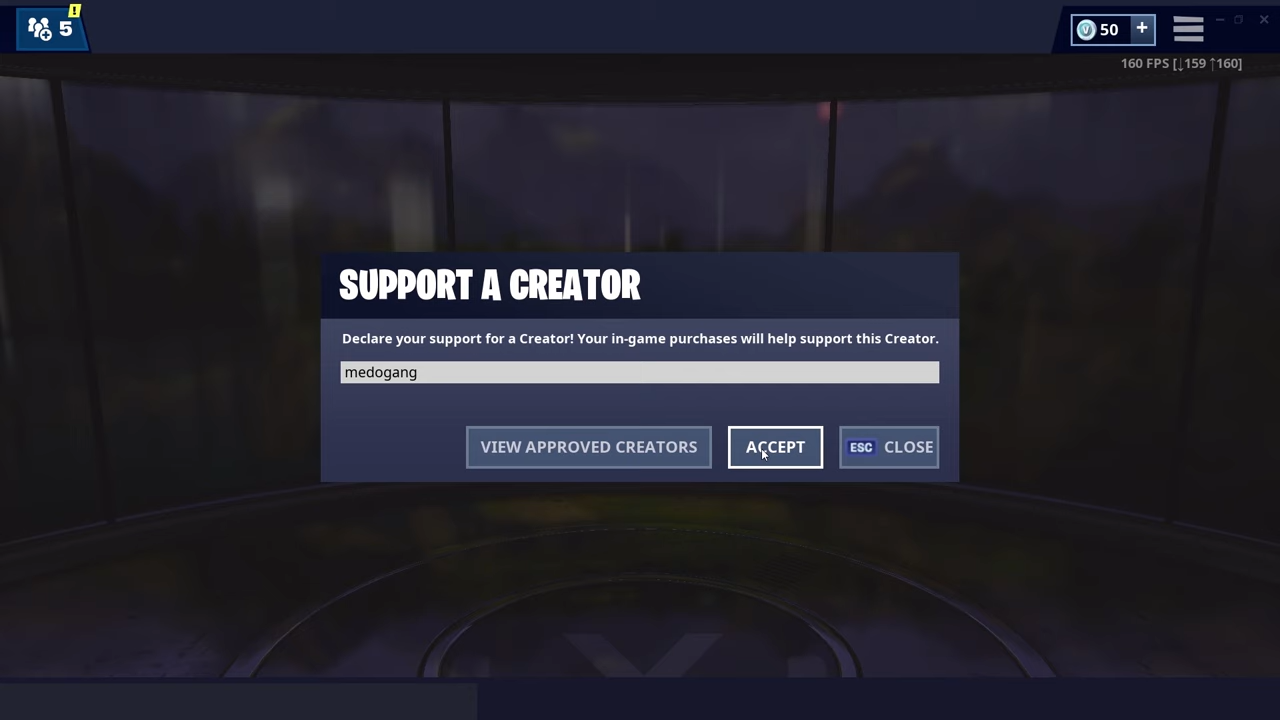 !
5
50 +
160 FPS [↓159 ↑160]
SUPPORT A CREATOR
Declare your support for a Creator! Your in-game purchases will help support this Creator.
medogang
VIEW APPROVED CREATORS ACCEPT ESC CLOSE